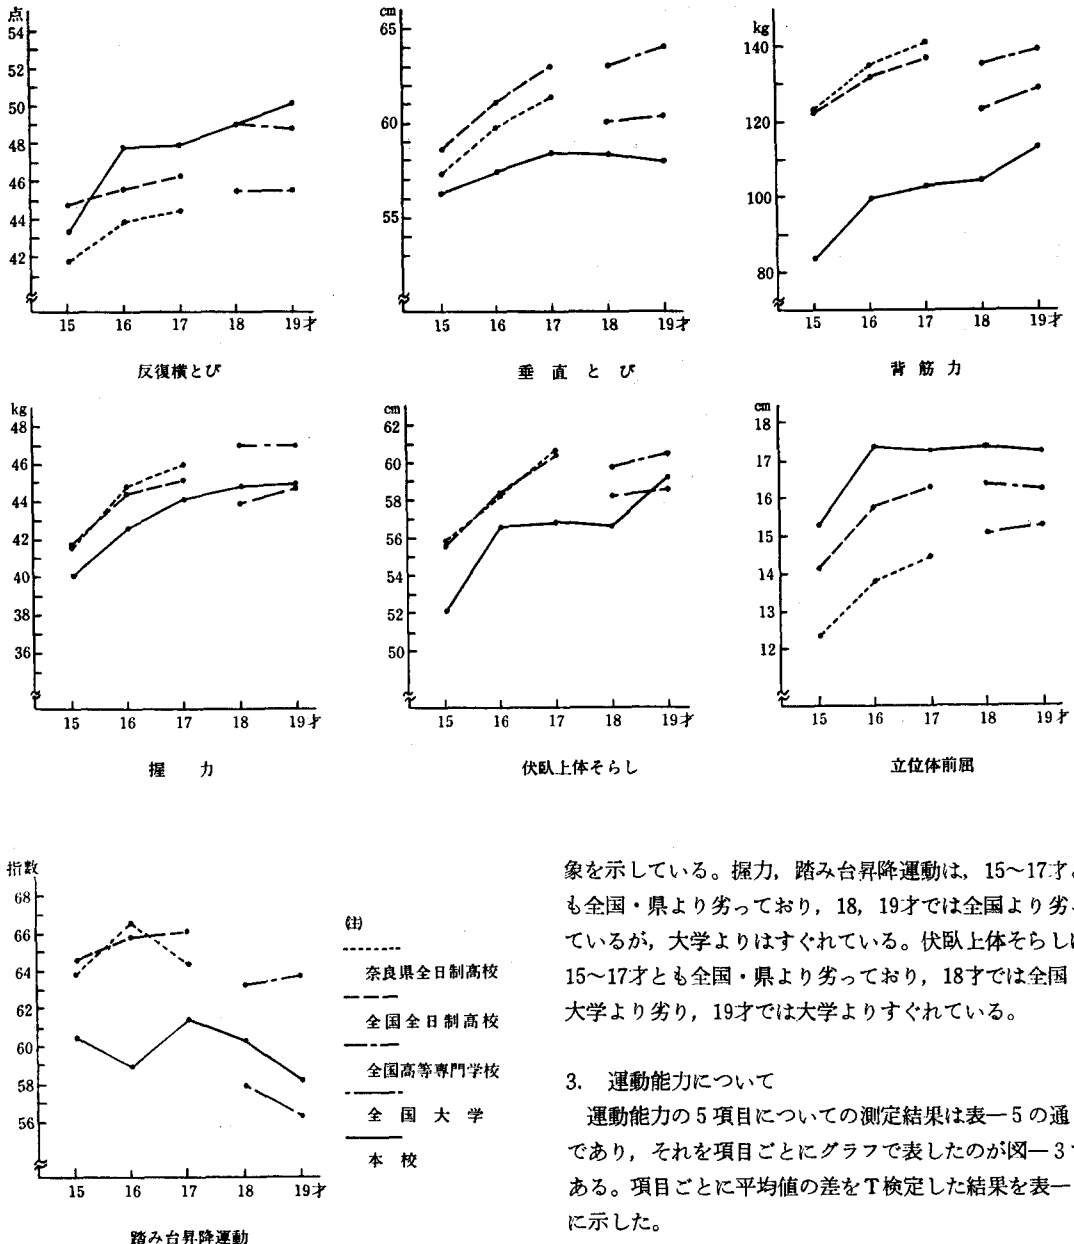 点
54
52
50
48
46
44
42
15 16 17 18 19才
反復横とび
cm
65
60
55
15 16 17 18 19才
垂直とび
kg
140
120
100
80
15 16 17 18 19才
背筋力
kg
48
46
44
42
40
38
36
15 16 17 18 19才
握力
cm
62
60
58
56
54
52
50
15 16 17 18 19才
伏臥上体そらし
cm
18
17
16
15
14
13
12
15 16 17 18 19才
立位体前屈
指数
68
66
64
62
60
58
56
15 16 17 18 19才
踏み台昇降運動
(注)
奈良県全日制高校
全国全日制高校
全国高等専門学校
全国大学
本校
象を示している。握力，踏み台昇降運動は，15〜17才
も全国・県より劣っており，18，19才では全国より劣
ているが，大学よりはすぐれている。伏臥上体そらし
15〜17才とも全国・県より劣っており，18才では全国
大学より劣り，19才では大学よりすぐれている。
3. 運動能力について
運動能力の5項目についての測定結果は表—5の通
であり，それを項目ごとにグラフで表したのが図—3
ある。項目ごとに平均値の差をT検定した結果を表—
に示した。